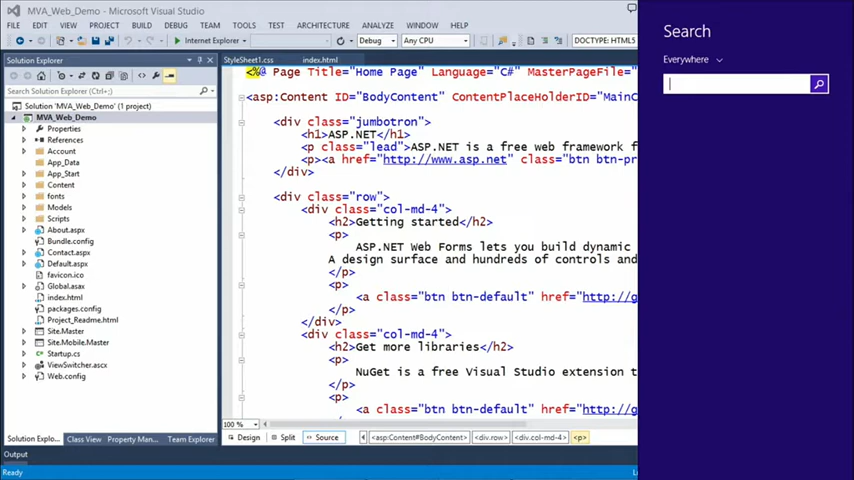 MVA_Web_Demo - Microsoft Visual Studio
FILE EDIT VIEW PROJECT BUILD DEBUG TEAM TOOLS TEST ARCHITECTURE ANALYZE WINDOW HELP
Internet Explorer Debug Any CPU DOCTYPE: HTML5
Solution Explorer
Search Solution Explorer (Ctrl+;)
Solution 'MVA_Web_Demo' (1 project)
MVA_Web_Demo
Properties
References
Account
App_Data
App_Start
Content
fonts
Models
Scripts
About.aspx
Bundle.config
Contact.aspx
Default.aspx
favicon.ico
Global.asax
index.html
packages.config
Project_Readme.html
Site.Master
Site.Mobile.Master
Startup.cs
ViewSwitcher.ascx
Web.config
Solution Explo... Class View Property Man... Team Explorer
StyleSheet1.css index.html
<%@ Page Title="Home Page" Language="C#" MasterPageFile="
<asp:Content ID="BodyContent" ContentPlaceHolderID="MainC
<div class="jumbotron">
<h1>ASP.NET</h1>
<p class="lead">ASP.NET is a free web framework f
<p><a href="http://www.asp.net" class="btn btn-pr
</div>
<div class="row">
<div class="col-md-4">
<h2>Getting started</h2>
<p>
ASP.NET Web Forms lets you build dynamic
A design surface and hundreds of controls and
</p>
<p>
<a class="btn btn-default" href="http://g
</p>
</div>
<div class="col-md-4">
<h2>Get more libraries</h2>
<p>
NuGet is a free Visual Studio extension t
</p>
<p>
<a class="btn btn-default" href="http://g
100 %
Design Split Source <asp:Content#BodyContent> <div.row> <div.col-md-4> <p>
Output
Ready
Search
Everywhere